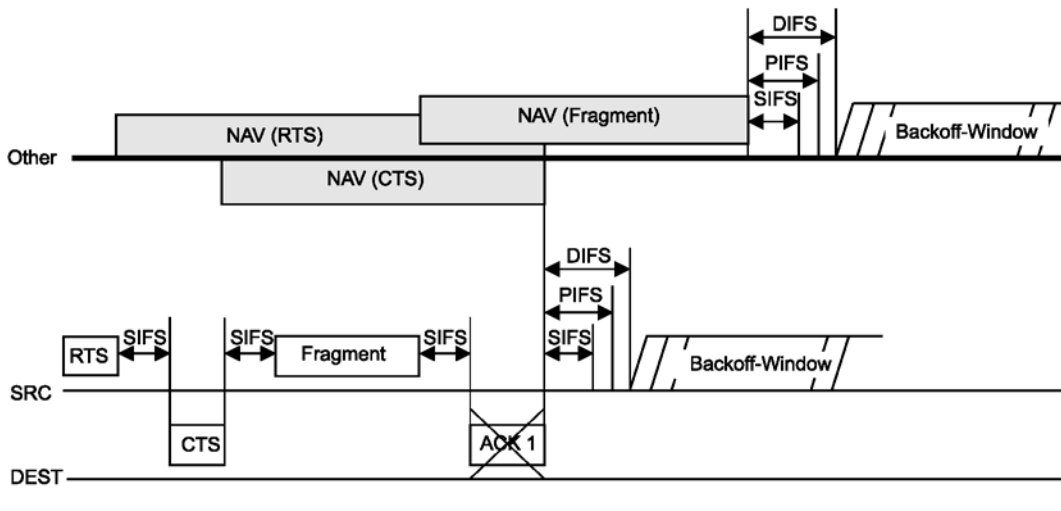 DIFS
PIFS
SIFS
NAV (Fragment)
NAV (RTS)
Backoff-Window
Other
NAV (CTS)
DIFS
PIFS
RTS
SIFS
SIFS
Fragment
SIFS
SIFS
Backoff-Window
SRC
CTS
ACK 1
DEST